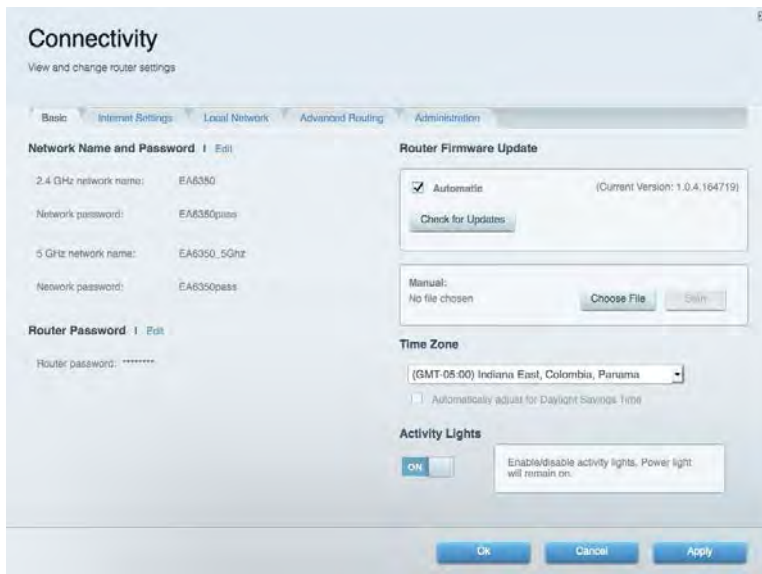 Connectivity
View and change router settings
Basic Internet Settings Local Network Advanced Routing Administration
Network Name and Password | Edit
2.4 GHz network name: EA6350
Network password: EA6350pass
5 GHz network name: EA6350_5Ghz
Network password: EA6350pass
Router Password | Edit
Router password: ********
Router Firmware Update
Automatic (Current Version: 1.0.4.164719)
Check for Updates
Manual:
No file chosen Choose File Start
Time Zone
(GMT-05:00) Indiana East, Colombia, Panama
Automatically adjust for Daylight Savings Time
Activity Lights
ON
Enable/disable activity lights. Power light
will remain on.
Ok Cancel Apply